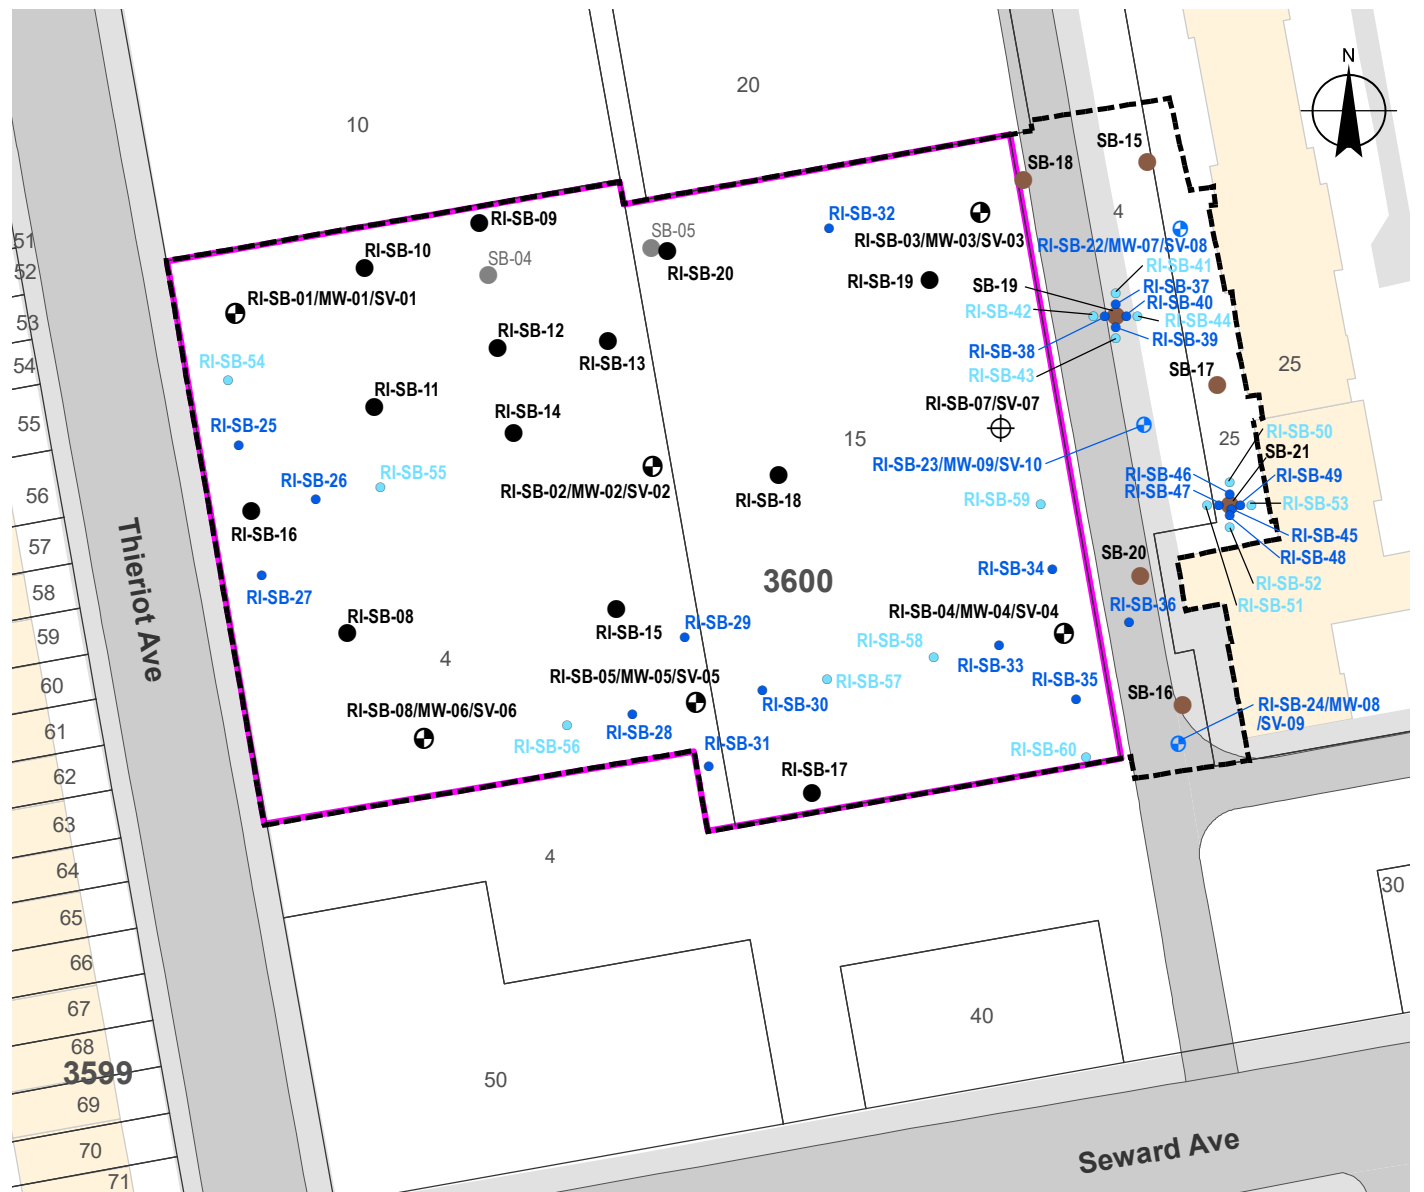 N
20
10
SB-15
SB-18
RI-SB-32
4
RI-SB-09
SB-05
RI-SB-03/MW-03/SV-03
RI-SB-22/MW-07/SV-08
51
RI-SB-10
SB-04
RI-SB-20
RI-SB-41
52
RI-SB-19
SB-19
RI-SB-37
RI-SB-01/MW-01/SV-01
RI-SB-40
RI-SB-42
RI-SB-44
53
RI-SB-12
RI-SB-39
RI-SB-38
54
RI-SB-54
RI-SB-13
25
RI-SB-43
SB-17
RI-SB-11
RI-SB-07/SV-07
RI-SB-14
55
RI-SB-25
15
25
RI-SB-50
SB-21
RI-SB-23/MW-09/SV-10
RI-SB-55
RI-SB-26
RI-SB-46
RI-SB-49
RI-SB-02/MW-02/SV-02
RI-SB-47
56
RI-SB-18
RI-SB-59
RI-SB-53
RI-SB-16
RI-SB-45
57
SB-20
RI-SB-48
Thieriot Ave
3600
RI-SB-34
RI-SB-52
58
RI-SB-27
RI-SB-36
RI-SB-51
RI-SB-04/MW-04/SV-04
RI-SB-08
RI-SB-15
RI-SB-29
59
RI-SB-58
4
RI-SB-33
RI-SB-05/MW-05/SV-05
RI-SB-57
60
RI-SB-35
SB-16
RI-SB-30
RI-SB-24/MW-08
/SV-09
RI-SB-08/MW-06/SV-06
RI-SB-28
61
RI-SB-56
RI-SB-31
RI-SB-60
62
RI-SB-17
63
4
64
30
65
66
67
40
68
3599
50
69
Seward Ave
70
71